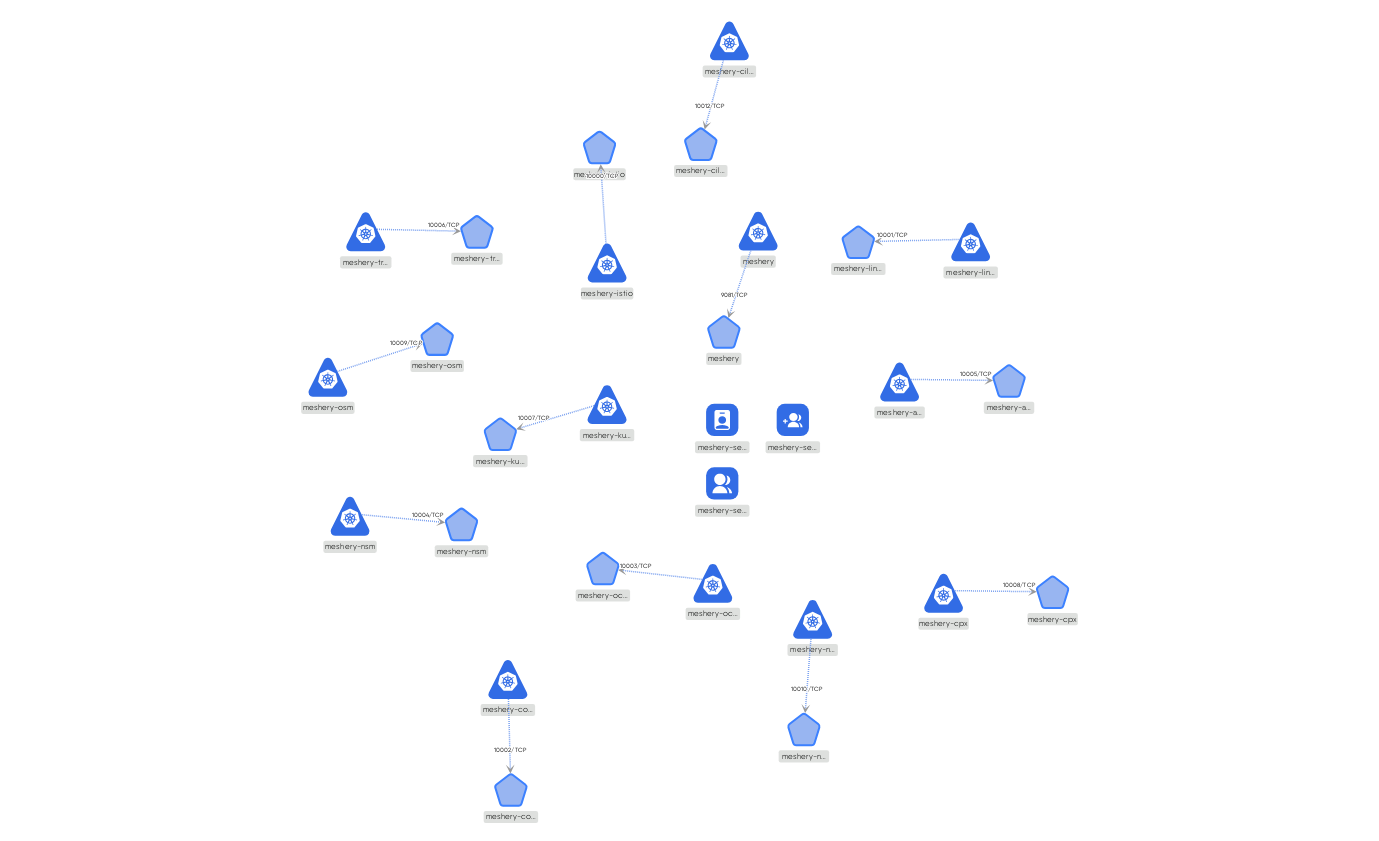 meshery-cil...
10012/TCP
meshery-cil...
10000/TCP
meshery-istio
10006/TCP
meshery-tr...
meshery-tr...
meshery
9081/TCP
meshery
10001/TCP
meshery-lin...
meshery-lin...
10009/TCP
meshery-osm
meshery-osm
10005/TCP
meshery-a...
meshery-a...
10007/TCP
meshery-ku...
meshery-ku...
meshery-se...
meshery-se...
meshery-se...
10004/TCP
meshery-nsm
meshery-nsm
10003/TCP
meshery-oc...
meshery-oc...
10008/TCP
meshery-cpx
meshery-cpx
meshery-n...
10010/TCP
meshery-n...
meshery-co...
10002/TCP
meshery-co...